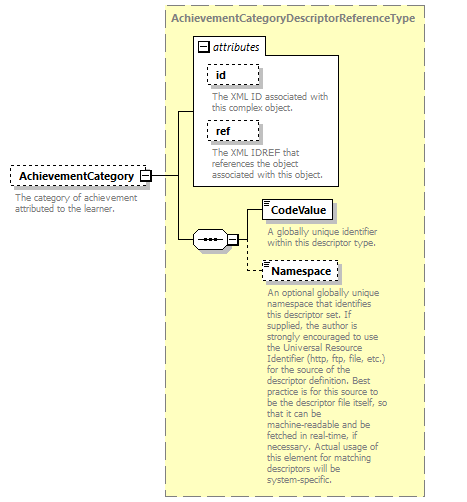 AchievementCategoryDescriptorReferenceType
attributes
id
The XML ID associated with
this complex object.
ref
The XML IDREF that
references the object
associated with this object.
AchievementCategory
The category of achievement
attributed to the learner.
CodeValue
A globally unique identifier
within this descriptor type.
Namespace
An optional globally unique
namespace that identifies
this descriptor set. If
supplied, the author is
strongly encouraged to use
the Universal Resource
Identifier (http, ftp, file, etc.)
for the source of the
descriptor definition. Best
practice is for this source to
be the descriptor file itself, so
that it can be
machine-readable and be
fetched in real-time, if
necessary. Actual usage of
this element for matching
descriptors will be
system-specific.